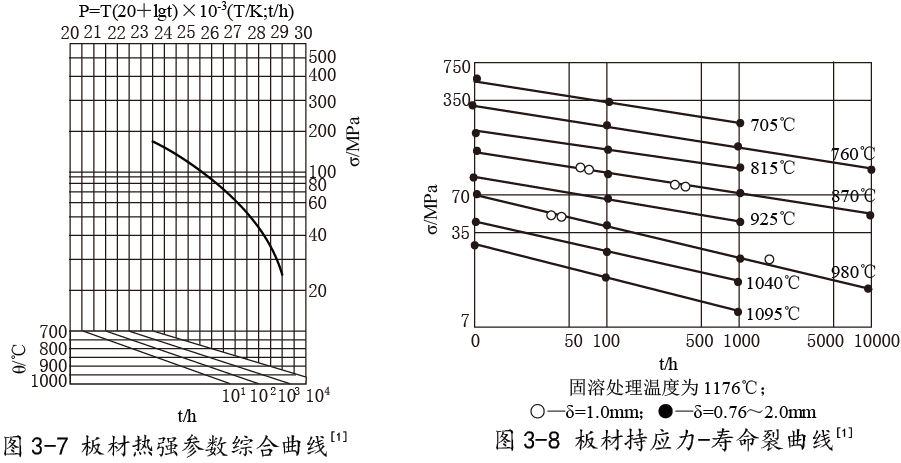 P=T(20＋lgt)×10⁻³(T/K;t/h)
20 21 22 23 24 25 26 27 28 29 30
500
400
300
200
100
80
60
40
20
σ/MPa
700
800
900
1000
θ/℃
10¹ 10² 10³ 10⁴
t/h
图 3-7 板材热强参数综合曲线[1]
750
350
70
35
7
σ/MPa
705℃
760℃
815℃
870℃
925℃
980℃
1040℃
1095℃
0 50 100 500 1000 5000 10000
t/h
固溶处理温度为1176℃；
○—δ=1.0mm; ●—δ=0.76～2.0mm
图 3-8 板材持应力-寿命裂曲线[1]